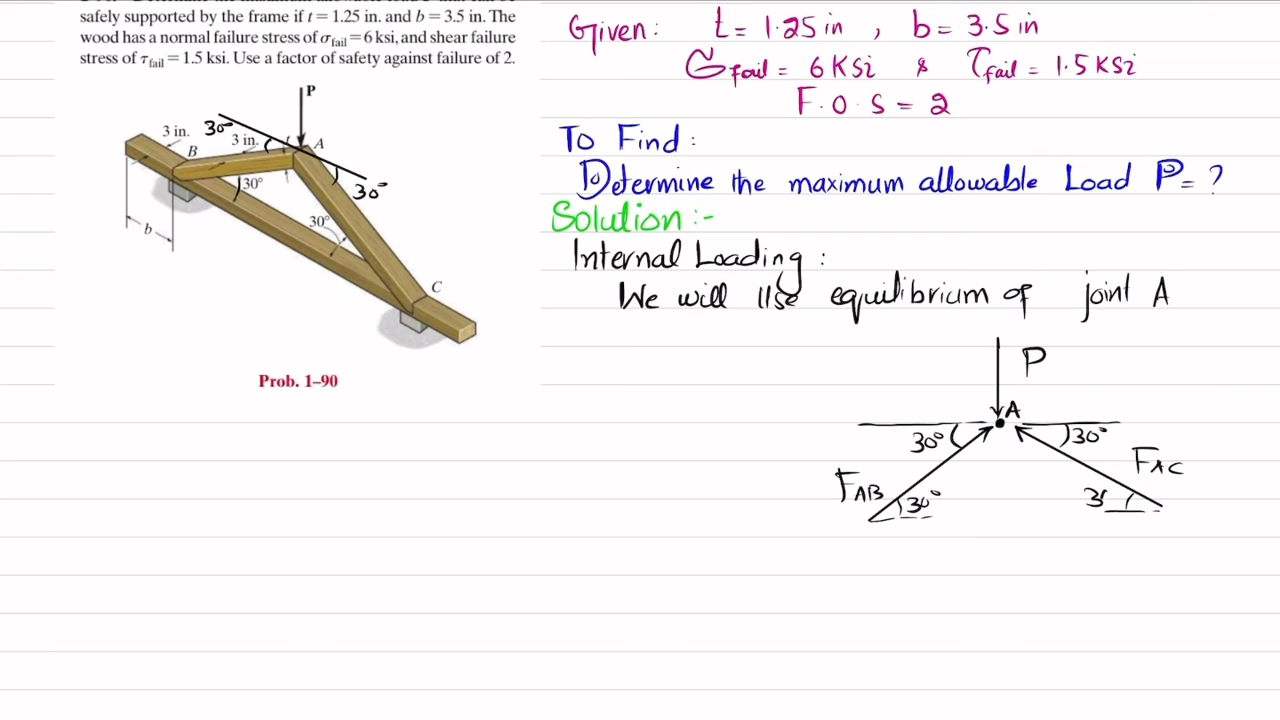 safely supported by the frame if t = 1.25 in. and b = 3.5 in. The
wood has a normal failure stress of σfail = 6 ksi, and shear failure
stress of τfail = 1.5 ksi. Use a factor of safety against failure of 2.
P
3 in. 30°
3 in. A
B
30°
30°
30°
b
C
Prob. 1–90
Given: t = 1.25 in , b = 3.5 in
σfail = 6 Ksi & τfail = 1.5 KSi
F.O.S = 2
To Find:
Determine the maximum allowable Load P = ?
Solution :-
Internal Loading :
We will Use equilibrium of joint A
P
A
30° 30°
FAB FAC
30° 3